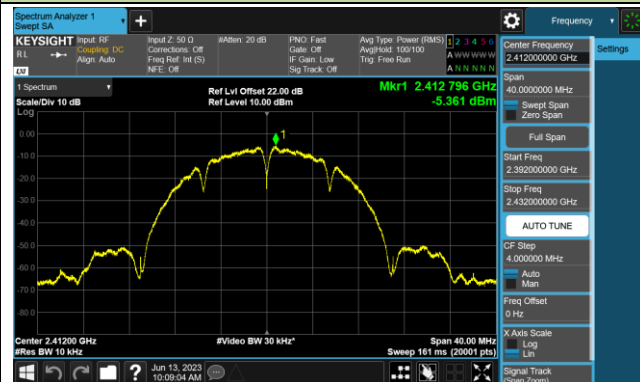 Spectrum Analyzer 1
Swept SA
Frequency
KEYSIGHT
RL
LXI
Input: RF
Coupling: DC
Align: Auto
Input Z: 50 Ω
Corrections: Off
Freq Ref: Int (S)
NFE: Off
#Atten: 20 dB
PNO: Fast
Gate: Off
IF Gain: Low
Sig Track: Off
Avg Type: Power (RMS)
Avg|Hold: 100/100
Trig: Free Run
1 2 3 4 5 6
A W W W W W
A N N N N N
1 Spectrum
Scale/Div 10 dB
Log
Ref Lvl Offset 22.00 dB
Ref Level 10.00 dBm
Mkr1 2.412 796 GHz
-5.361 dBm
1
0.00
-10.0
-20.0
-30.0
-40.0
-50.0
-60.0
-70.0
-80.0
Center 2.41200 GHz
#Res BW 10 kHz
#Video BW 30 kHz*
Span 40.00 MHz
Sweep 161 ms (20001 pts)
Jun 13, 2023
10:09:04 AM
Center Frequency
2.412000000 GHz
Span
40.0000000 MHz
Swept Span
Zero Span
Full Span
Start Freq
2.392000000 GHz
Stop Freq
2.432000000 GHz
AUTO TUNE
CF Step
4.000000 MHz
Auto
Man
Freq Offset
0 Hz
X Axis Scale
Log
Lin
Signal Track
(Span Zoom)
Settings